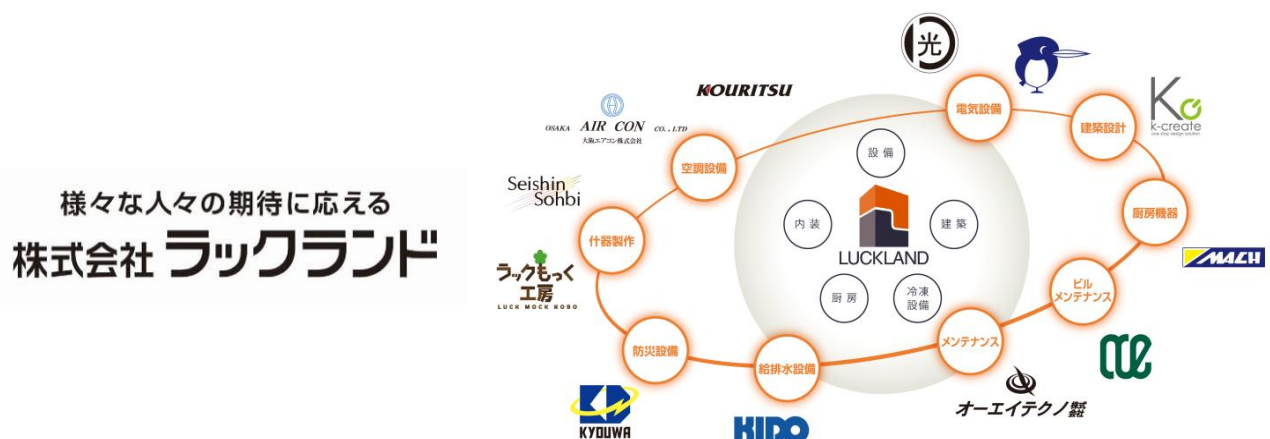 様々な人々の期待に応える
株式会社 ラックランド
光
KOURITSU
OSAKA AIR CON CO., LTD
大阪エアコン株式会社
Seishin
Sohbi
ラックもっく
工房
LUCK MOCK KOBO
KYOUWA
KIDO
オーエイテクノ株式会社
MACH
K
k-create
one stop design solution
電気設備
建築設計
厨房機器
ビル
メンテナンス
メンテナンス
給排水設備
防災設備
什器製作
空調設備
設備
内装
建築
LUCKLAND
厨房
冷凍
設備